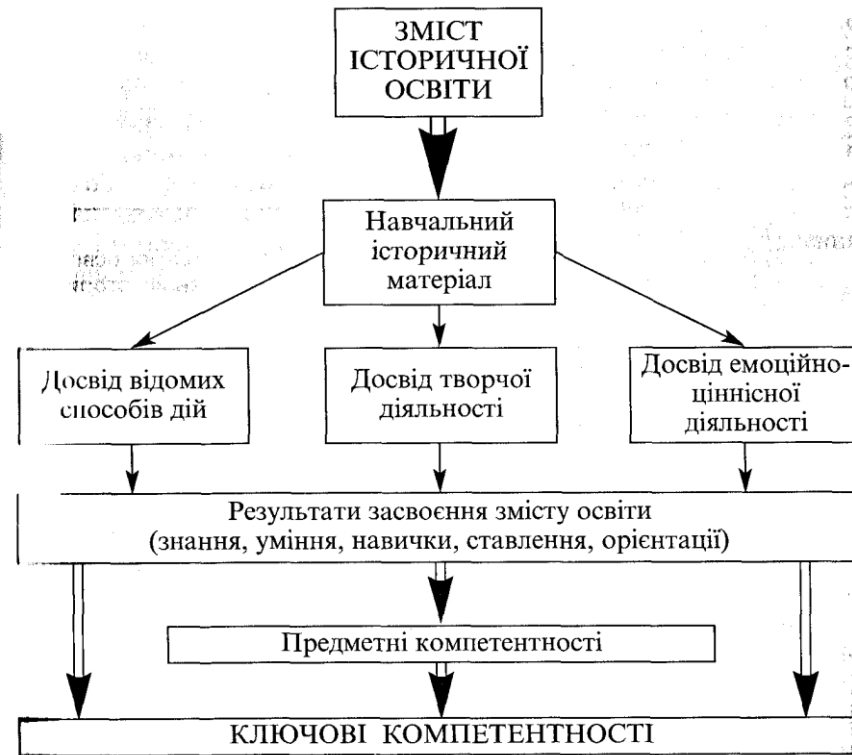 ЗМІСТ
ІСТОРИЧНОЇ
ОСВІТИ
Навчальний
історичний
матеріал
Досвід відомих
способів дій
Досвід творчої
діяльності
Досвід емоційно-
ціннісної
діяльності
Результати засвоєння змісту освіти
(знання, уміння, навички, ставлення, орієнтації)
Предметні компетентності
КЛЮЧОВІ КОМПЕТЕНТНОСТІ